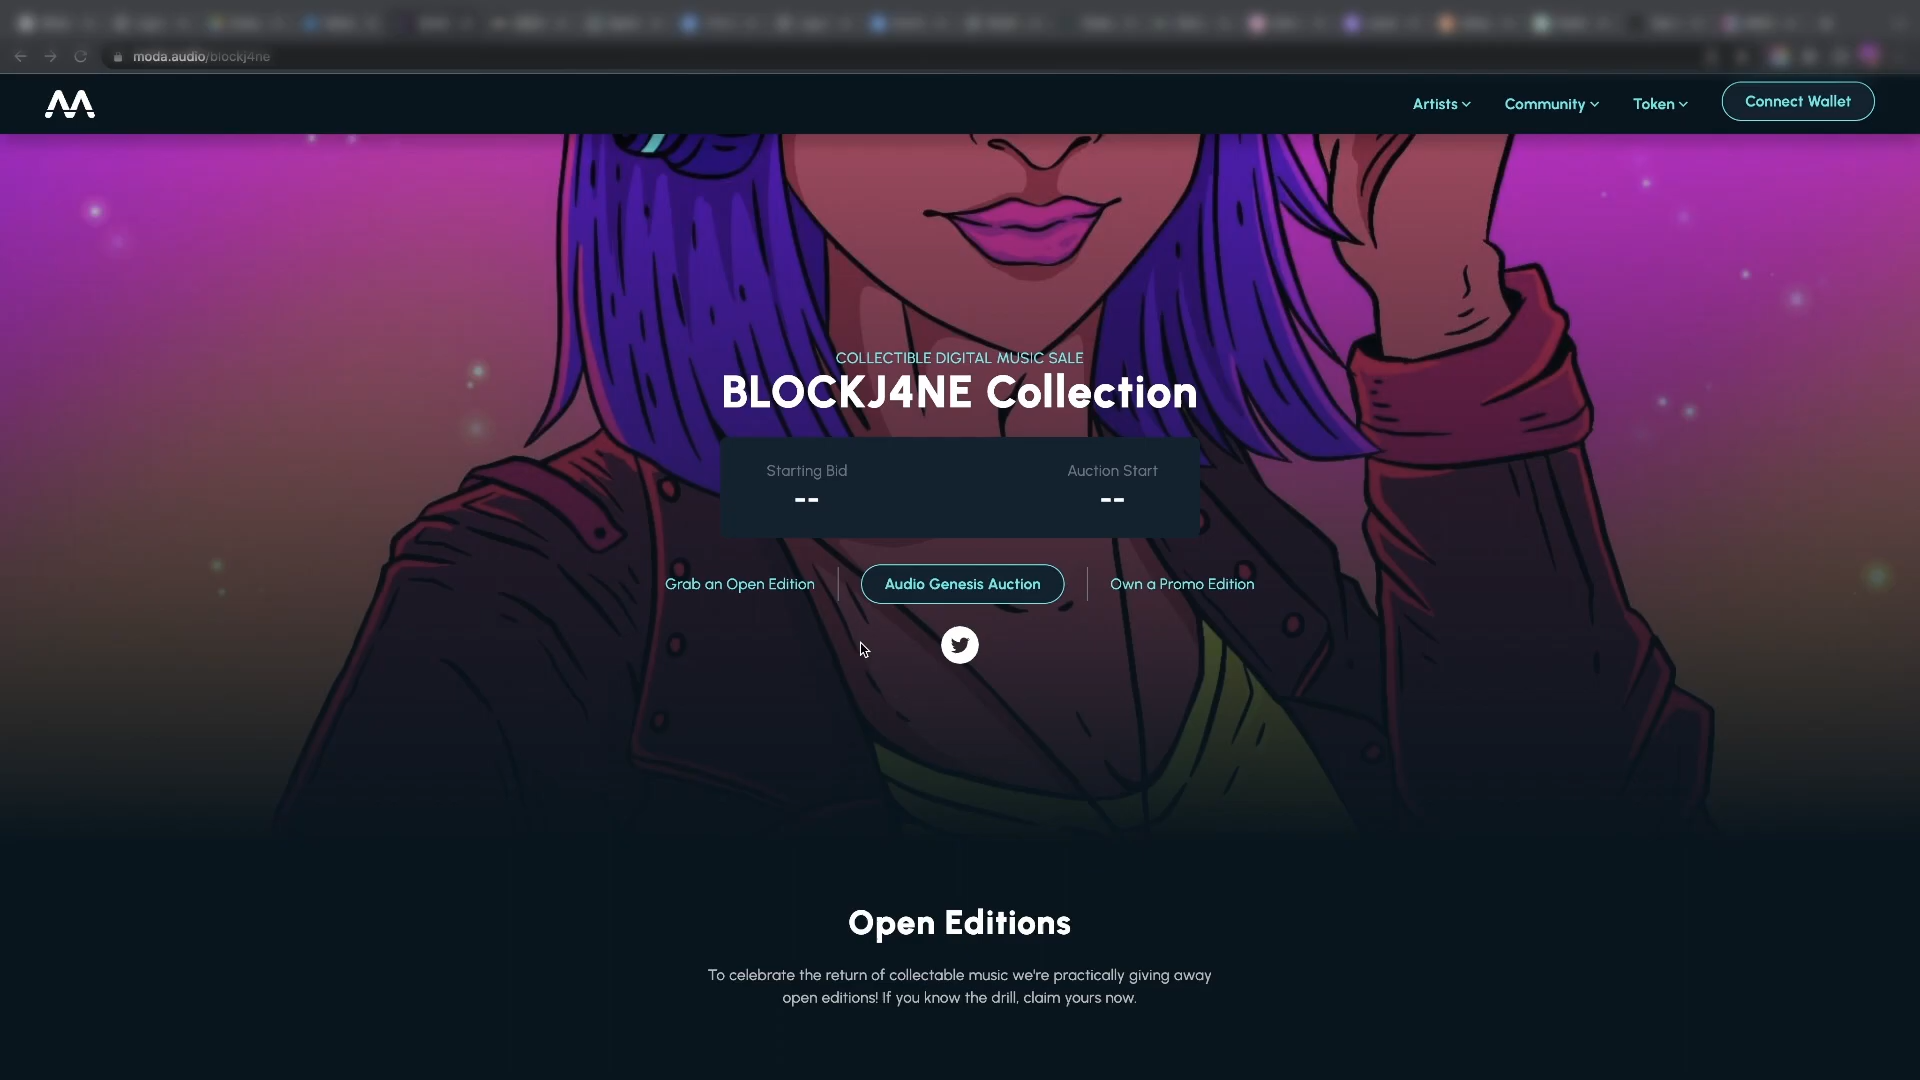 moda.audio/blockj4ne
Artists
Community
Token
Connect Wallet
COLLECTIBLE DIGITAL MUSIC SALE
BLOCKJ4NE Collection
Starting Bid
--
Auction Start
--
Grab an Open Edition
Audio Genesis Auction
Own a Promo Edition
Open Editions
To celebrate the return of collectable music we're practically giving away
open editions! If you know the drill, claim yours now.